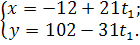 x = −12 + 21t₁;
y = 102 − 31t₁.